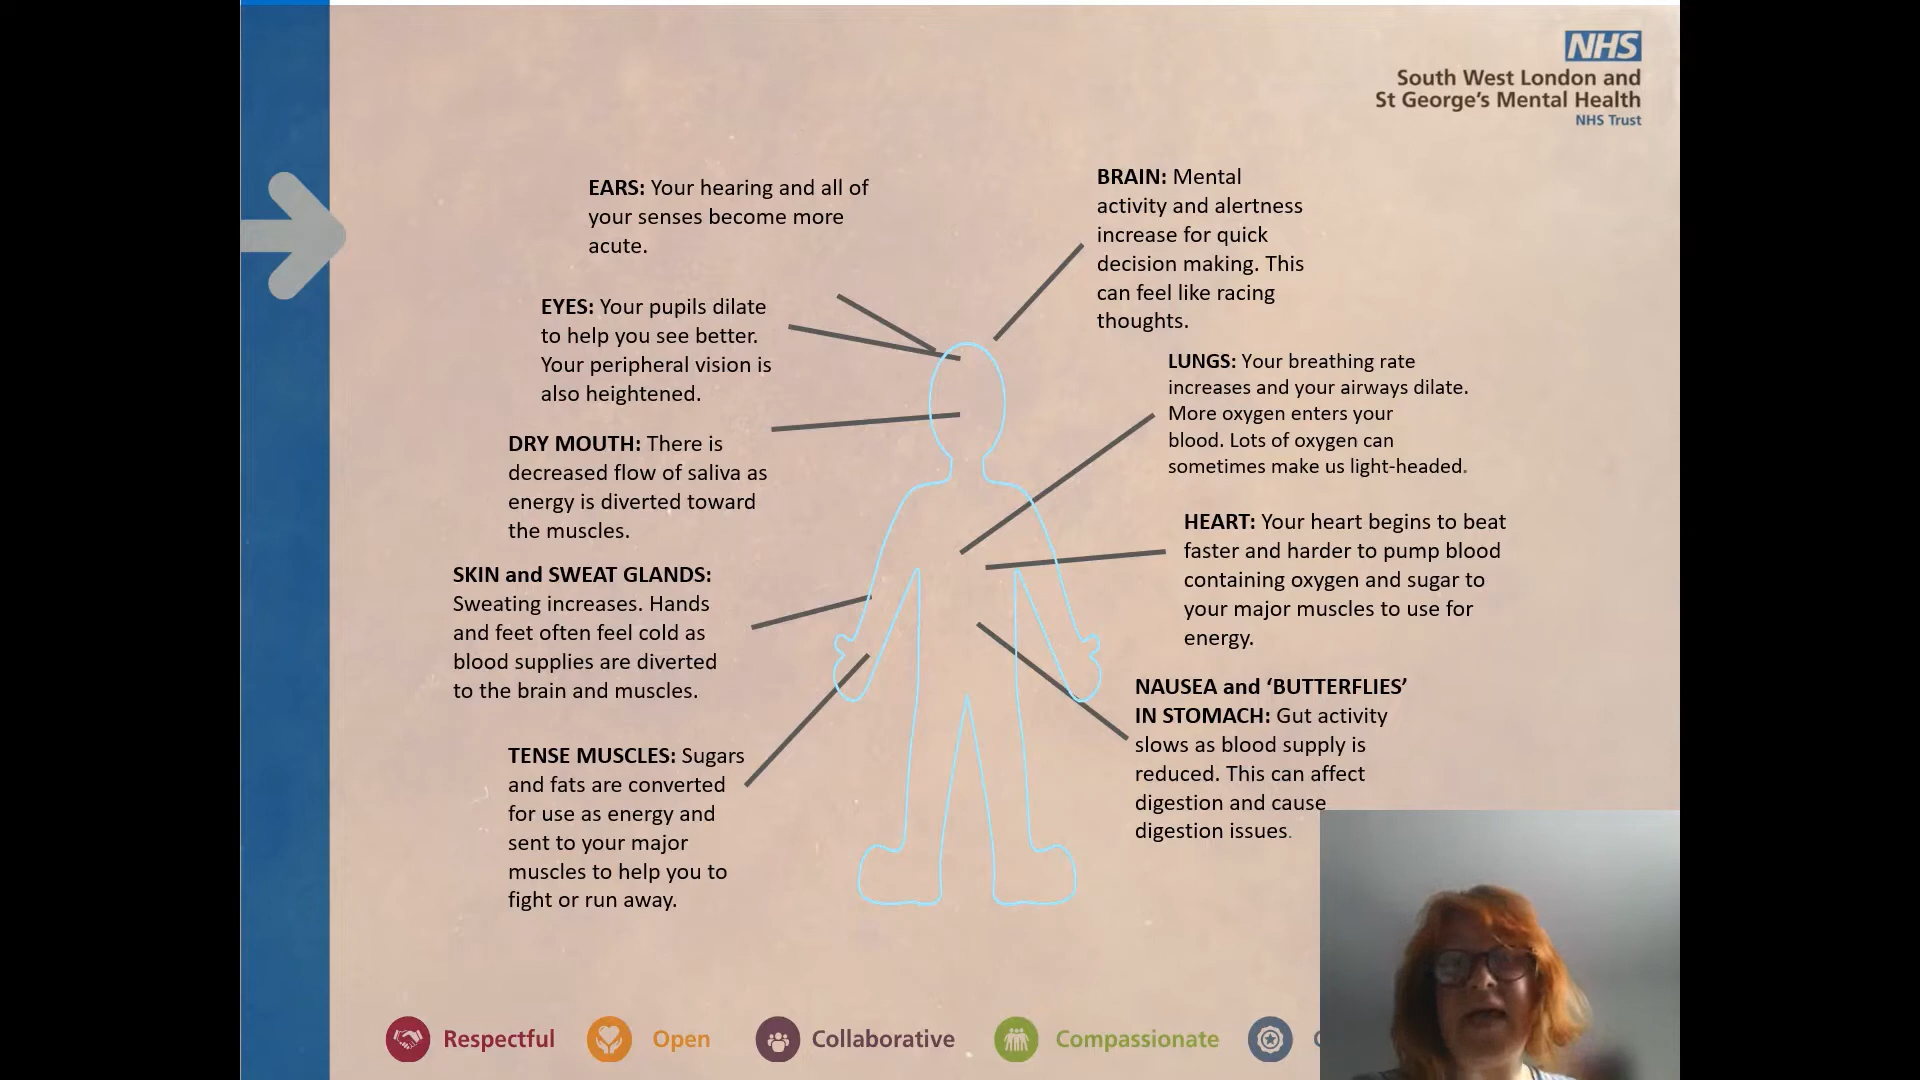 NHS
South West London and
St George's Mental Health
NHS Trust
EARS: Your hearing and all of
your senses become more
acute.
EYES: Your pupils dilate
to help you see better.
Your peripheral vision is
also heightened.
DRY MOUTH: There is
decreased flow of saliva as
energy is diverted toward
the muscles.
SKIN and SWEAT GLANDS:
Sweating increases. Hands
and feet often feel cold as
blood supplies are diverted
to the brain and muscles.
TENSE MUSCLES: Sugars
and fats are converted
for use as energy and
sent to your major
muscles to help you to
fight or run away.
BRAIN: Mental
activity and alertness
increase for quick
decision making. This
can feel like racing
thoughts.
LUNGS: Your breathing rate
increases and your airways dilate.
More oxygen enters your
blood. Lots of oxygen can
sometimes make us light-headed.
HEART: Your heart begins to beat
faster and harder to pump blood
containing oxygen and sugar to
your major muscles to use for
energy.
NAUSEA and ‘BUTTERFLIES’
IN STOMACH: Gut activity
slows as blood supply is
reduced. This can affect
digestion and cause
digestion issues.
Respectful Open Collaborative Compassionate